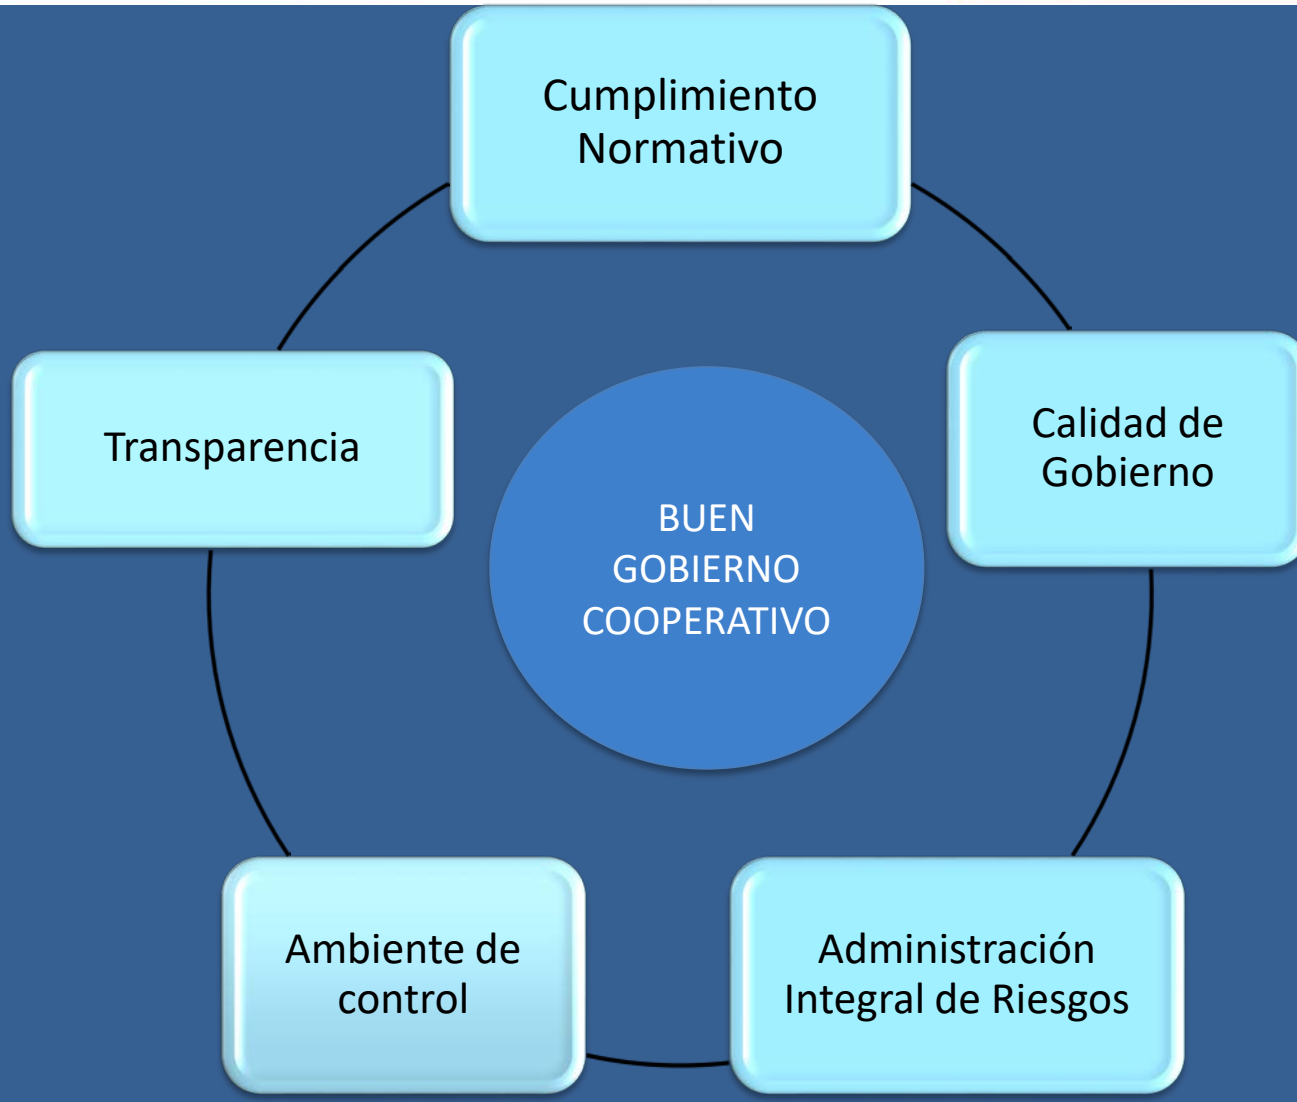 Cumplimiento
Normativo
Transparencia
Calidad de
Gobierno
BUEN
GOBIERNO
COOPERATIVO
Ambiente de
control
Administración
Integral de Riesgos